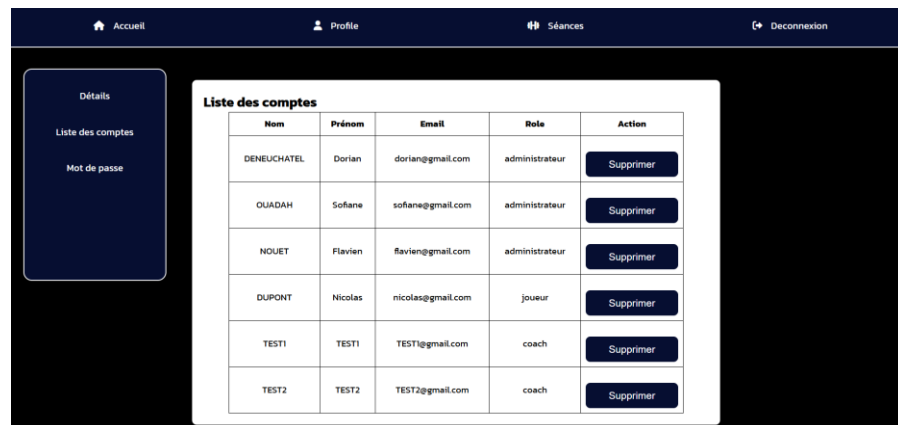 Accueil Profile Séances Deconnexion
Détails
Liste des comptes
Mot de passe
Liste des comptes
Nom Prénom Email Role Action
DENEUCHATEL Dorian dorian@gmail.com administrateur Supprimer
OUADAH Sofiane sofiane@gmail.com administrateur Supprimer
NOUET Flavien flavien@gmail.com administrateur Supprimer
DUPONT Nicolas nicolas@gmail.com joueur Supprimer
TEST1 TEST1 TEST1@gmail.com coach Supprimer
TEST2 TEST2 TEST2@gmail.com coach Supprimer